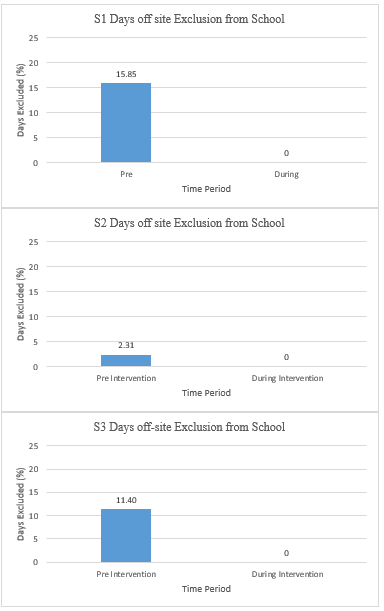 S1 Days off site Exclusion from School
25
20
15
10
5
0
Days Excluded (%)
15.85
0
Pre During
Time Period
S2 Days off site Exclusion from School
25
20
15
10
5
0
Days Excluded (%)
2.31
0
Pre Intervention During Intervention
Time Period
S3 Days off-site Exclusion from School
25
20
15
10
5
0
Days Excluded (%)
11.40
0
Pre Intervention During Intervention
Time Period